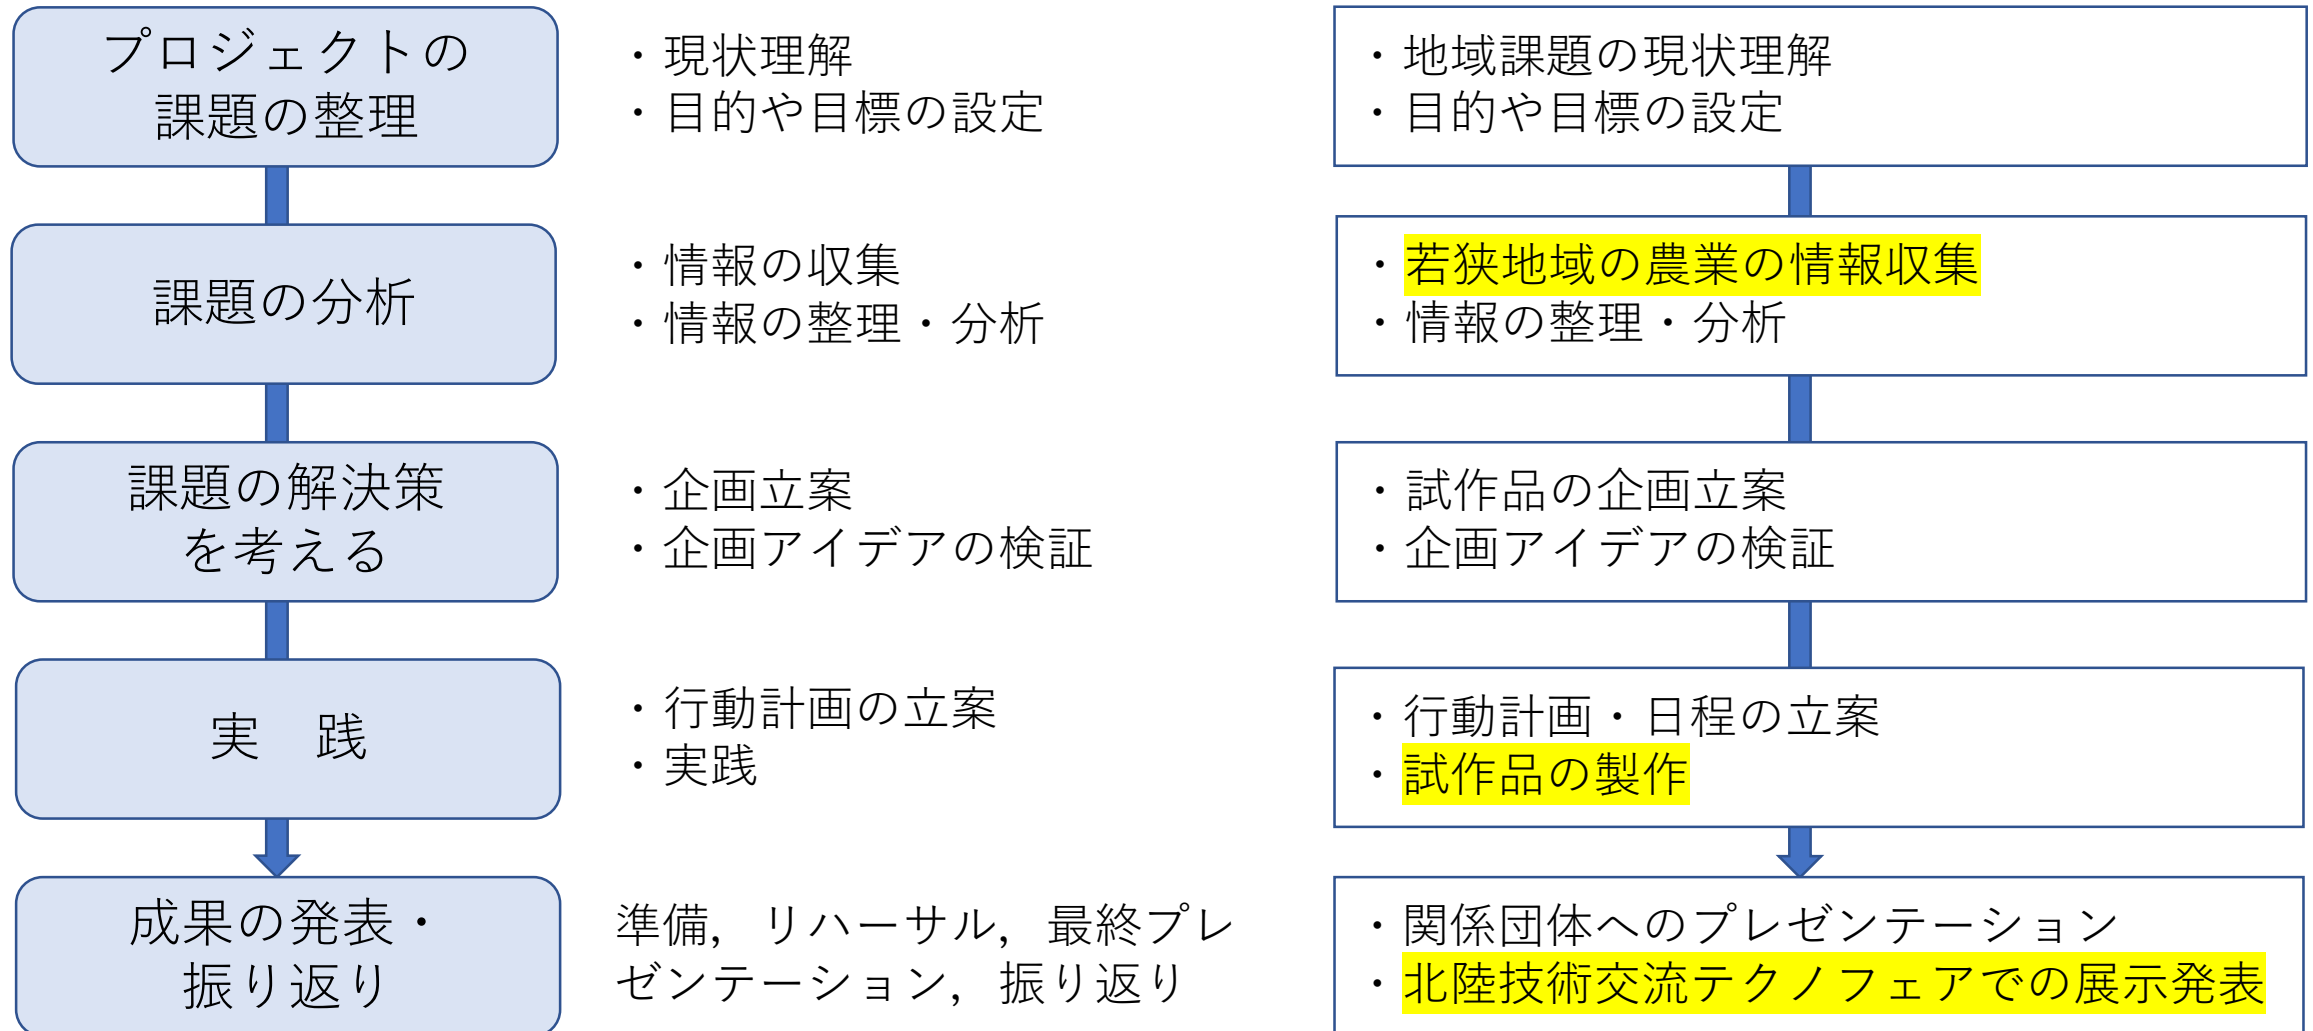 プロジェクトの
課題の整理
・現状理解
・目的や目標の設定
・地域課題の現状理解
・目的や目標の設定
課題の分析
・情報の収集
・情報の整理・分析
・若狭地域の農業の情報収集
・情報の整理・分析
課題の解決策
を考える
・企画立案
・企画アイデアの検証
・試作品の企画立案
・企画アイデアの検証
実　践
・行動計画の立案
・実践
・行動計画・日程の立案
・試作品の製作
成果の発表・
振り返り
準備，リハーサル，最終プレ
ゼンテーション，振り返り
・関係団体へのプレゼンテーション
・北陸技術交流テクノフェアでの展示発表